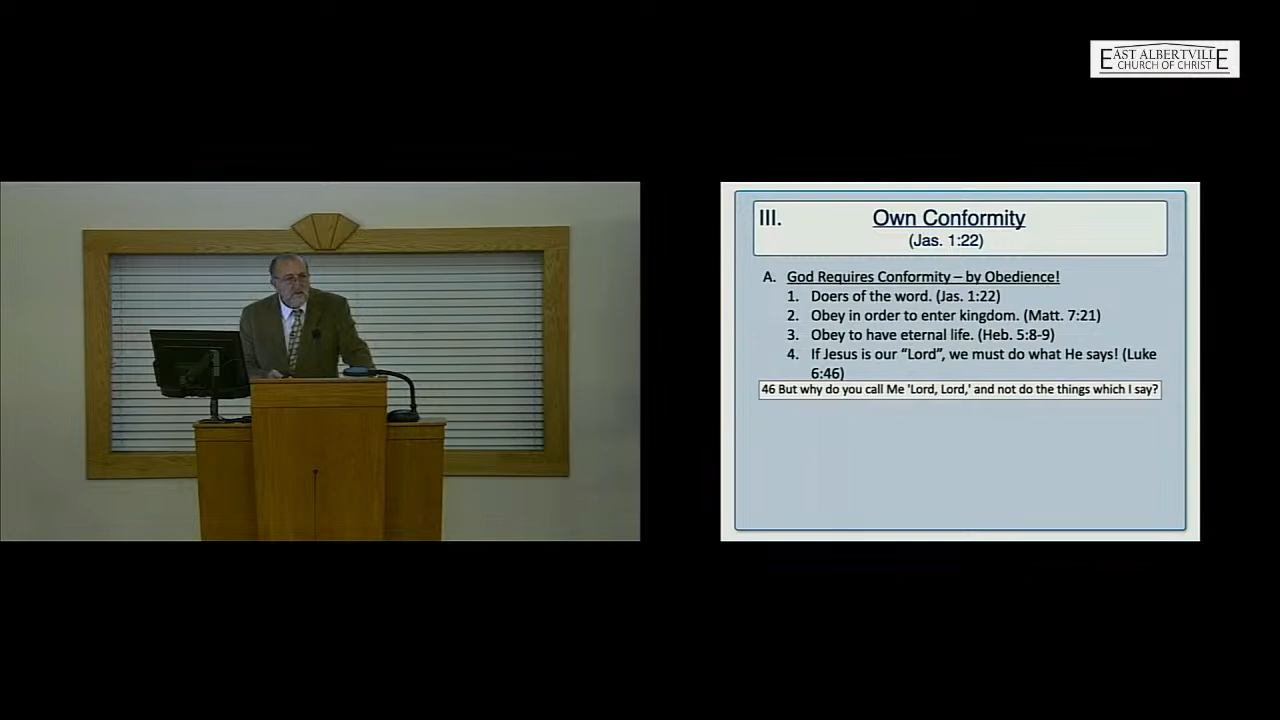 EAST ALBERTVILLE
CHURCH OF CHRIST
III. Own Conformity
(Jas. 1:22)
A. God Requires Conformity – by Obedience!
1. Doers of the word. (Jas. 1:22)
2. Obey in order to enter kingdom. (Matt. 7:21)
3. Obey to have eternal life. (Heb. 5:8-9)
4. If Jesus is our “Lord”, we must do what He says! (Luke
6:46)
46 But why do you call Me 'Lord, Lord,' and not do the things which I say?